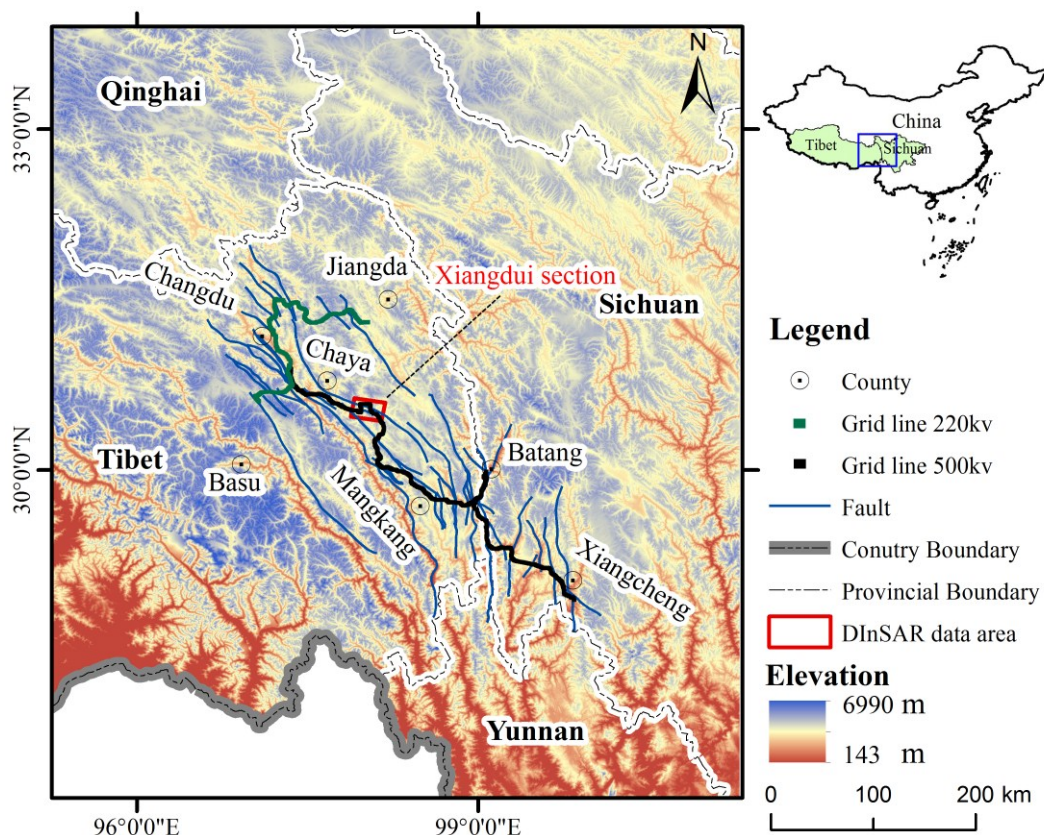 Qinghai
N
33°0'0"N
Jiangda
Changdu
Xiangdui section
Sichuan
Chaya
Batang
30°0'0"N
Tibet
Basu
Mangkang
Xiangcheng
Yunnan
96°0'0"E
99°0'0"E
China
Tibet
Sichuan
Legend
County
Grid line 220kv
Grid line 500kv
Fault
Conutry Boundary
Provincial Boundary
DInSAR data area
Elevation
6990 m
143 m
0 100 200 km